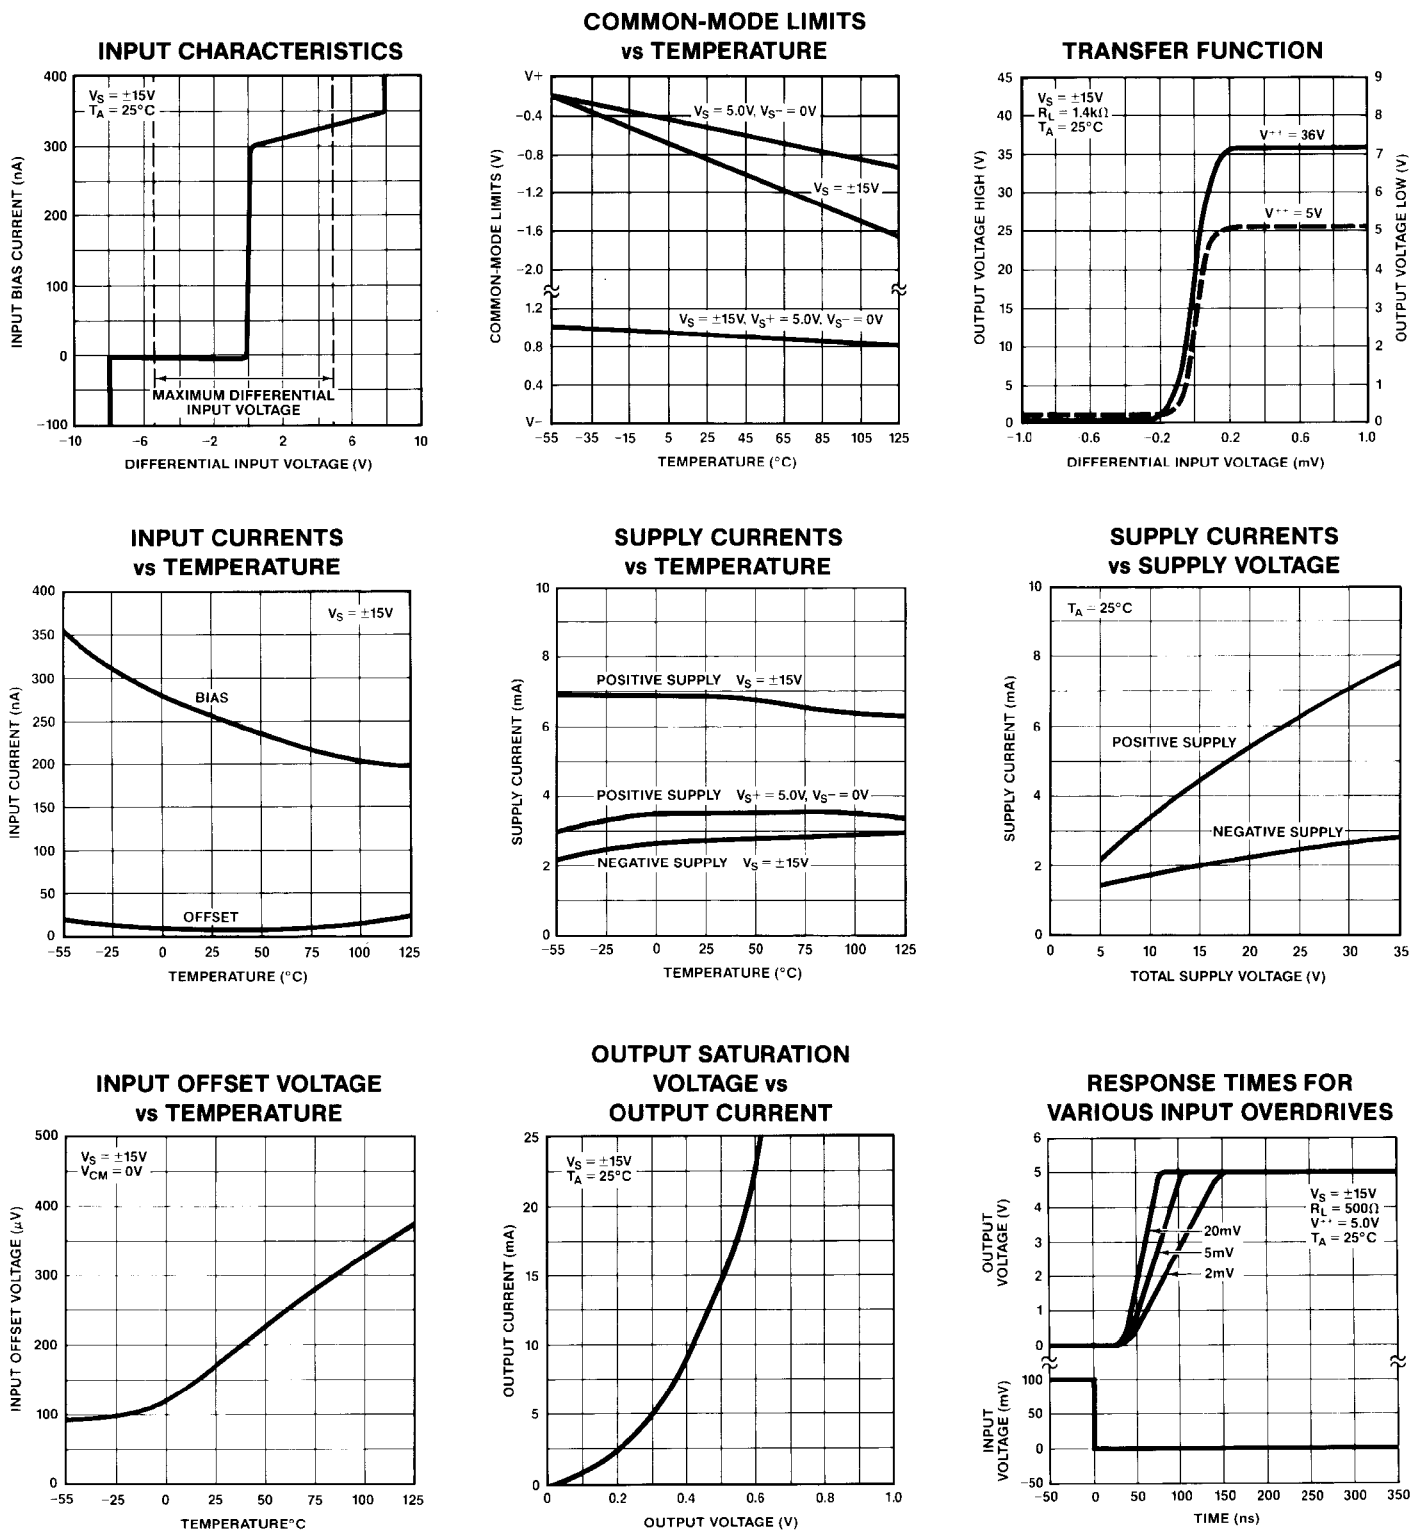 INPUT CHARACTERISTICS
400
300
200
100
0
−100
INPUT BIAS CURRENT (nA)
VS = ±15V
TA = 25°C
MAXIMUM DIFFERENTIAL
INPUT VOLTAGE
−10 −6 −2 2 6 10
DIFFERENTIAL INPUT VOLTAGE (V)
COMMON-MODE LIMITS
vs TEMPERATURE
V+
−0.4
−0.8
−1.2
−1.6
−2.0
1.2
0.8
0.4
V−
COMMON-MODE LIMITS (V)
VS = 5.0V, VS− = 0V
VS = ±15V
VS = ±15V, VS+ = 5.0V, VS− = 0V
−55 −35 −15 5 25 45 65 85 105 125
TEMPERATURE (°C)
TRANSFER FUNCTION
45
40
35
30
25
20
15
10
5
0
OUTPUT VOLTAGE HIGH (V)
VS = ±15V
RL = 1.4kΩ
TA = 25°C
V++ = 36V
V++ = 5V
9
8
7
6
5
4
3
2
1
0
OUTPUT VOLTAGE LOW (V)
−1.0 -0.6 −0.2 0.2 0.6 1.0
DIFFERENTIAL INPUT VOLTAGE (mV)
INPUT CURRENTS
vs TEMPERATURE
400
350
300
250
200
150
100
50
0
INPUT CURRENT (nA)
VS = ±15V
BIAS
OFFSET
−55 −25 0 25 50 75 100 125
TEMPERATURE (°C)
SUPPLY CURRENTS
vs TEMPERATURE
10
8
6
4
2
0
SUPPLY CURRENT (mA)
POSITIVE SUPPLY VS = ±15V
POSITIVE SUPPLY VS+ = 5.0V, VS− = 0V
NEGATIVE SUPPLY VS = ±15V
−55 −25 0 25 50 75 100 125
TEMPERATURE (°C)
SUPPLY CURRENTS
vs SUPPLY VOLTAGE
10
8
6
4
2
0
SUPPLY CURRENT (mA)
TA = 25°C
POSITIVE SUPPLY
NEGATIVE SUPPLY
0 5 10 15 20 25 30 35
TOTAL SUPPLY VOLTAGE (V)
INPUT OFFSET VOLTAGE
vs TEMPERATURE
500
400
300
200
100
0
INPUT OFFSET VOLTAGE (µV)
VS = ±15V
VCM = 0V
−55 −25 0 25 50 75 100 125
TEMPERATURE°C
OUTPUT SATURATION
VOLTAGE vs
OUTPUT CURRENT
25
20
15
10
5
0
OUTPUT CURRENT (mA)
VS = ±15V
TA = 25°C
0 0.2 0.4 0.6 0.8 1.0
OUTPUT VOLTAGE (V)
RESPONSE TIMES FOR
VARIOUS INPUT OVERDRIVES
6
5
4
3
2
1
0
OUTPUT
VOLTAGE (V)
VS = ±15V
RL = 500Ω
V++ = 5.0V
TA = 25°C
20mV
5mV
2mV
100
50
0
−50
INPUT
VOLTAGE (mV)
−50 0 50 100 150 200 250 300 350
TIME (ns)